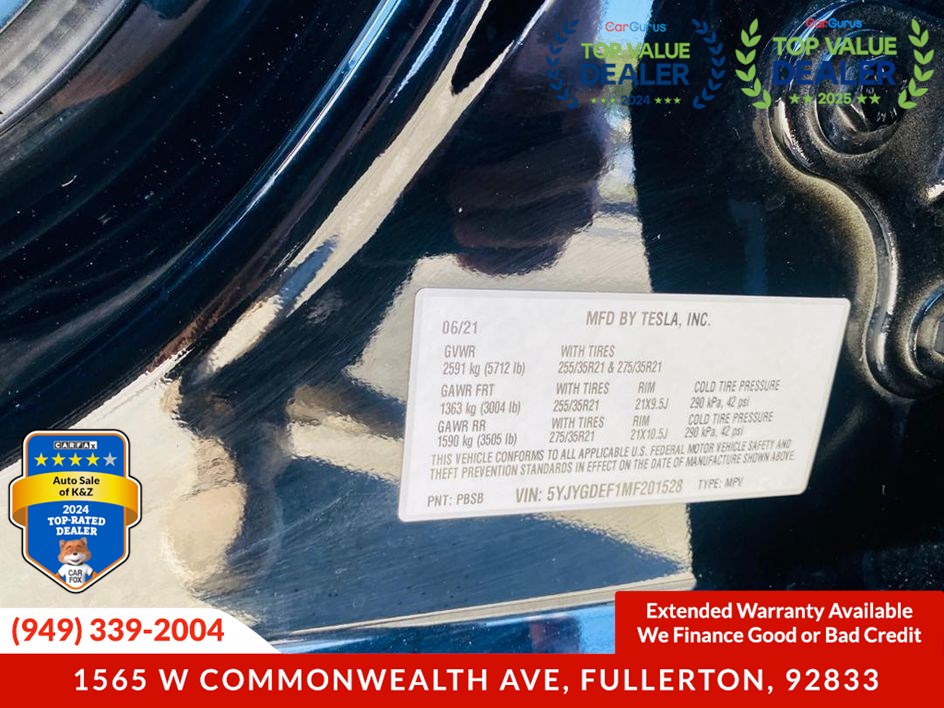 CarGurus
TOP VALUE
DEALER
★★★ 2024 ★★★
CarGurus
TOP VALUE
DEALER
★★ 2025 ★★
06/21
MFD BY TESLA, INC.
GVWR
WITH TIRES
2591 kg (5712 lb)
255/35R21 & 275/35R21
GAWR FRT
WITH TIRES
RIM
COLD TIRE PRESSURE
1363 kg (3004 lb)
255/35R21
21X9.5J
290 kPa, 42 psi
GAWR RR
WITH TIRES
RIM
COLD TIRE PRESSURE
1590 kg (3505 lb)
275/35R21
21X10.5J
290 kPa, 42 psi
THIS VEHICLE CONFORMS TO ALL APPLICABLE U.S. FEDERAL MOTOR VEHICLE SAFETY AND
THEFT PREVENTION STANDARDS IN EFFECT ON THE DATE OF MANUFACTURE SHOWN ABOVE.
PNT: PBSB VIN: 5YJYGDEF1MF201528 TYPE: MPV
CARFAX
Auto Sale
of K&Z
2024
TOP-RATED
DEALER
CAR
FOX
(949) 339-2004
Extended Warranty Available
We Finance Good or Bad Credit
1565 W COMMONWEALTH AVE, FULLERTON, 92833